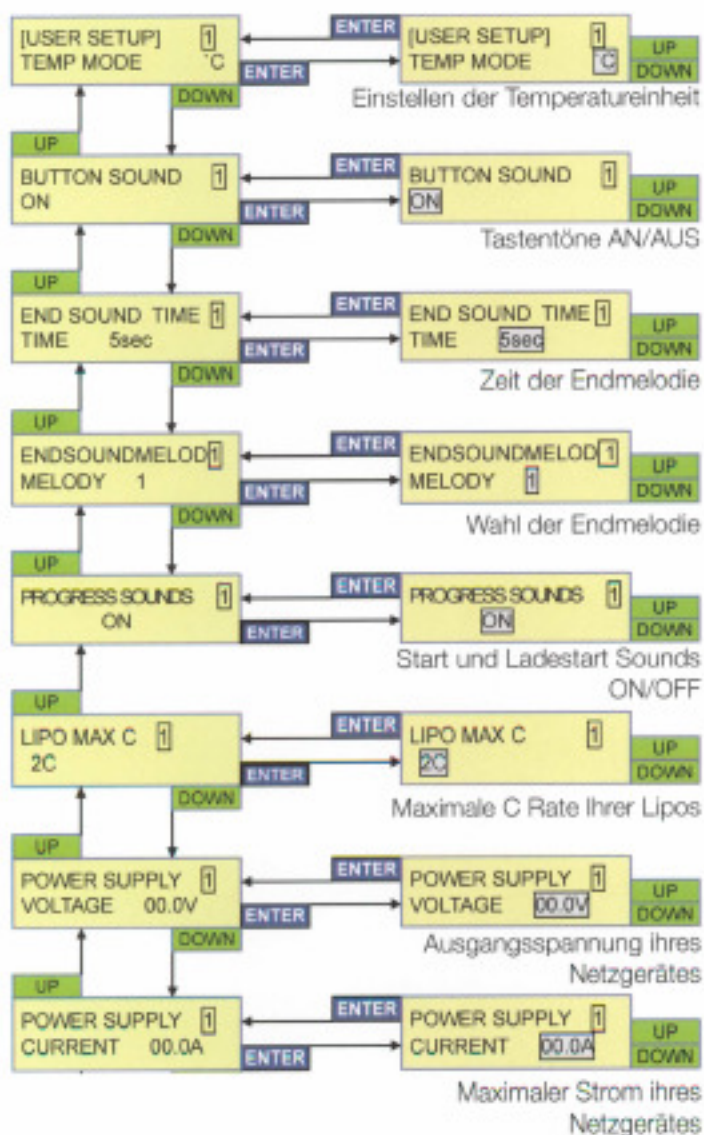 ENTER
[USER SETUP] 1
TEMP MODE °C
ENTER
DOWN
[USER SETUP] 1
TEMP MODE °C
UP
DOWN
Einstellen der Temperatureinheit
UP
ENTER
BUTTON SOUND 1
ON
ENTER
DOWN
BUTTON SOUND 1
ON
UP
DOWN
Tastentöne AN/AUS
UP
ENTER
END SOUND TIME 1
TIME 5sec
ENTER
DOWN
END SOUND TIME 1
TIME 5sec
UP
DOWN
Zeit der Endmelodie
UP
ENTER
ENDSOUNDMELOD 1
MELODY 1
ENTER
DOWN
ENDSOUNDMELOD 1
MELODY 1
UP
DOWN
Wahl der Endmelodie
UP
ENTER
PROGRESS SOUNDS 1
ON
ENTER
PROGRESS SOUNDS 1
ON
UP
DOWN
Start und Ladestart Sounds
ON/OFF
UP
ENTER
LIPO MAX C 1
2C
ENTER
DOWN
LIPO MAX C 1
2C
UP
DOWN
Maximale C Rate Ihrer Lipos
UP
ENTER
POWER SUPPLY 1
VOLTAGE 00.0V
ENTER
DOWN
POWER SUPPLY 1
VOLTAGE 00.0V
UP
DOWN
Ausgangsspannung ihres
Netzgerätes
UP
ENTER
POWER SUPPLY 1
CURRENT 00.0A
ENTER
POWER SUPPLY 1
CURRENT 00.0A
UP
DOWN
Maximaler Strom ihres
Netzgerätes